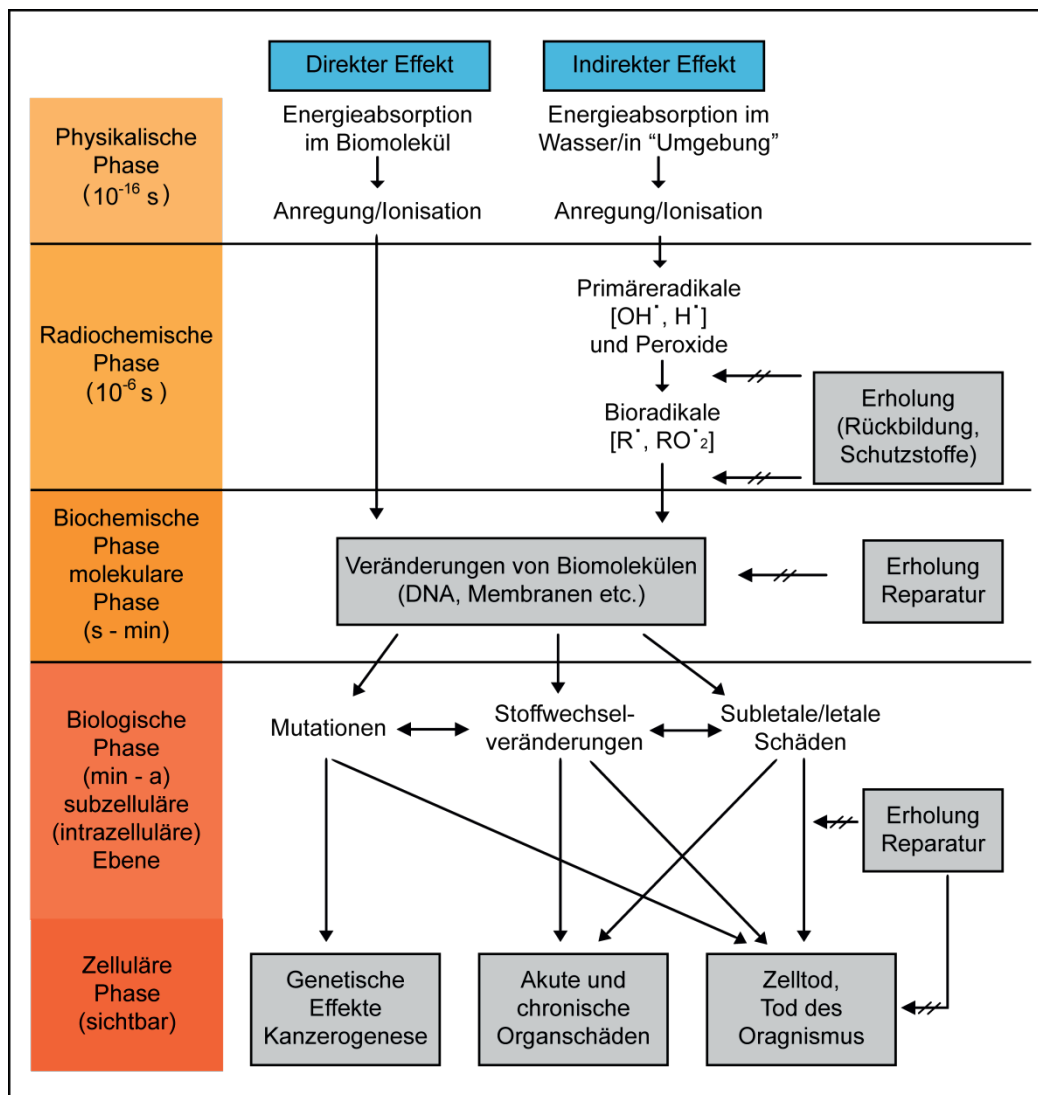 Direkter Effekt
Indirekter Effekt
Physikalische
Phase
(10⁻¹⁶ s)
Energieabsorption
im Biomolekül
Energieabsorption im
Wasser/in “Umgebung”
Anregung/Ionisation
Anregung/Ionisation
Radiochemische
Phase
(10⁻⁶ s)
Primäreradikale
[OH˙, H˙]
und Peroxide
Bioradikale
[R˙, RO˙₂]
Erholung
(Rückbildung,
Schutzstoffe)
Biochemische
Phase
molekulare
Phase
(s - min)
Veränderungen von Biomolekülen
(DNA, Membranen etc.)
Erholung
Reparatur
Biologische
Phase
(min - a)
subzelluläre
(intrazelluläre)
Ebene
Mutationen
Stoffwechsel-
veränderungen
Subletale/letale
Schäden
Erholung
Reparatur
Zelluläre
Phase
(sichtbar)
Genetische
Effekte
Kanzerogenese
Akute und
chronische
Organschäden
Zelltod,
Tod des
Oragnismus